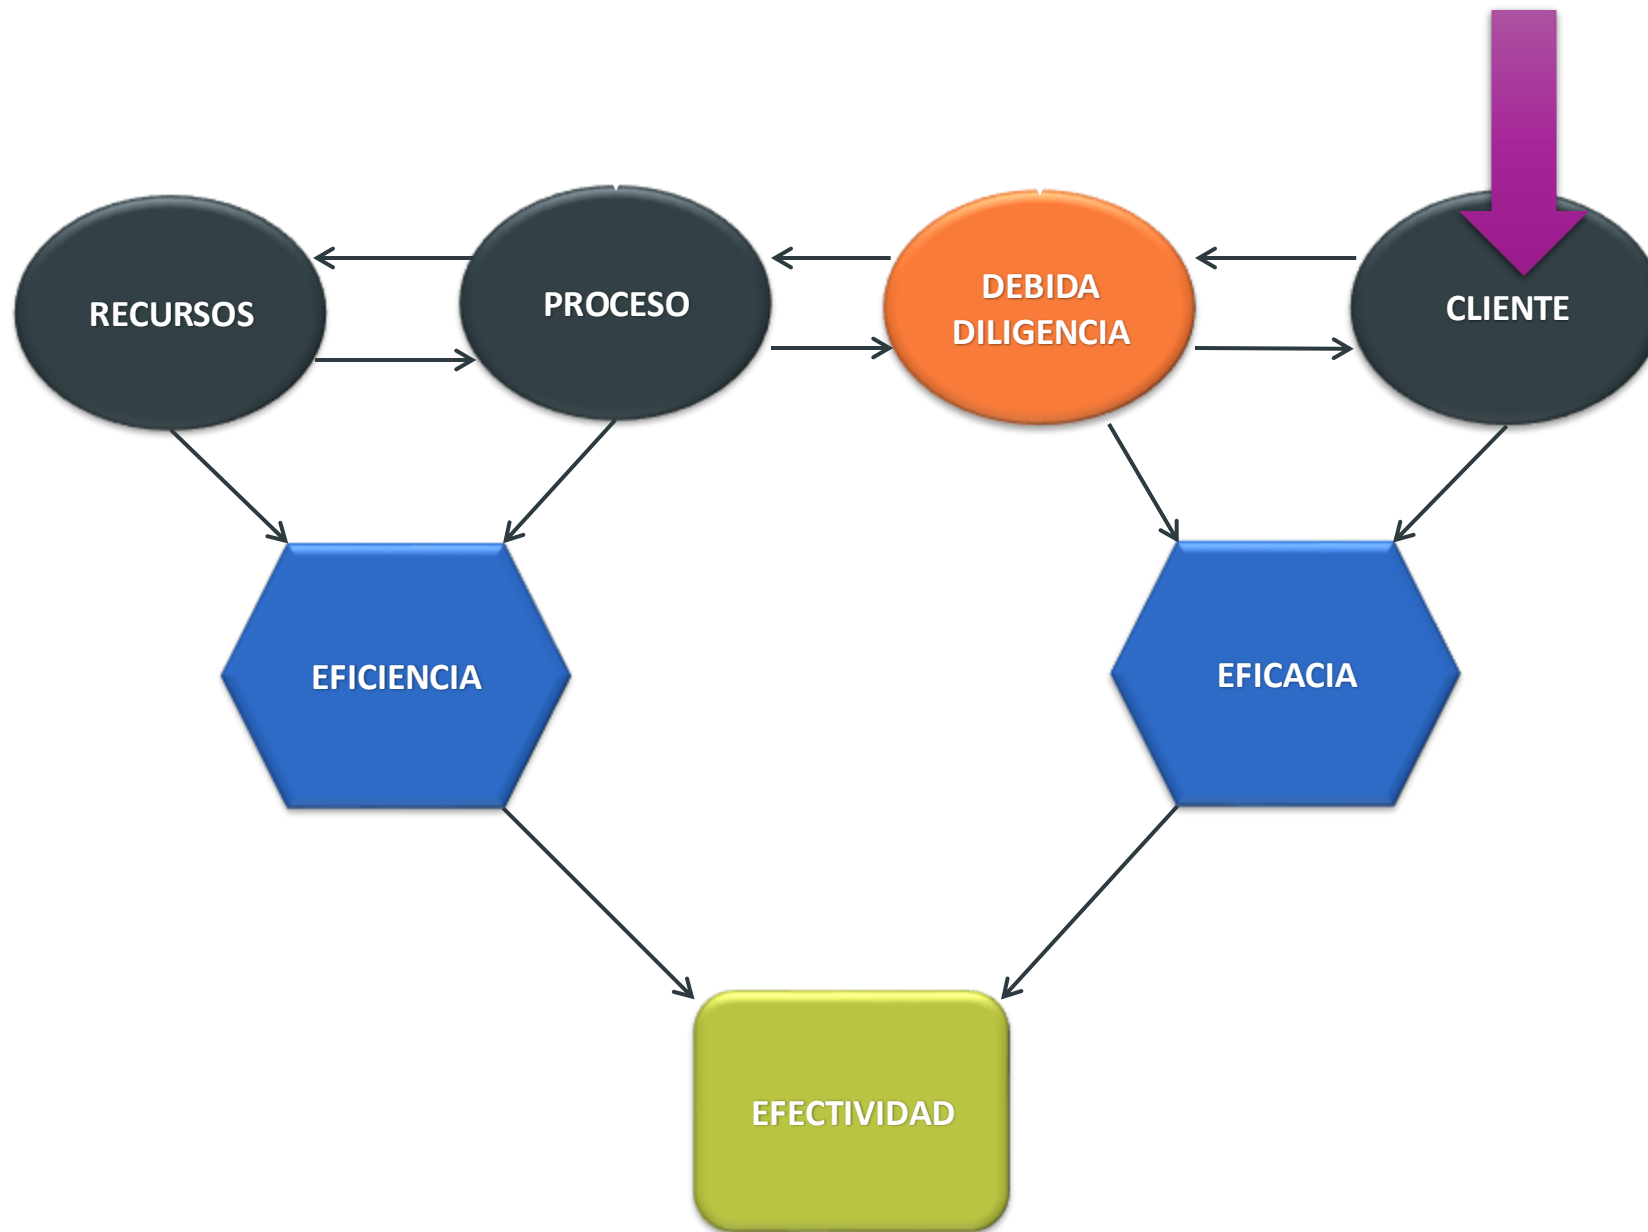 RECURSOS
PROCESO
DEBIDA
DILIGENCIA
CLIENTE
EFICIENCIA
EFICACIA
EFECTIVIDAD